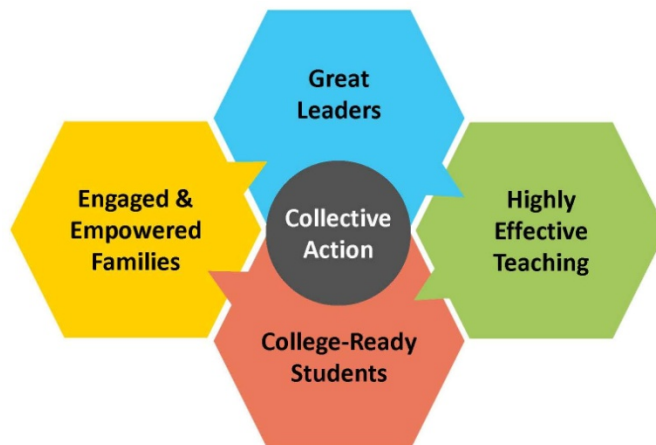 Great
Leaders
Engaged &
Empowered
Families
Collective
Action
Highly
Effective
Teaching
College-Ready
Students